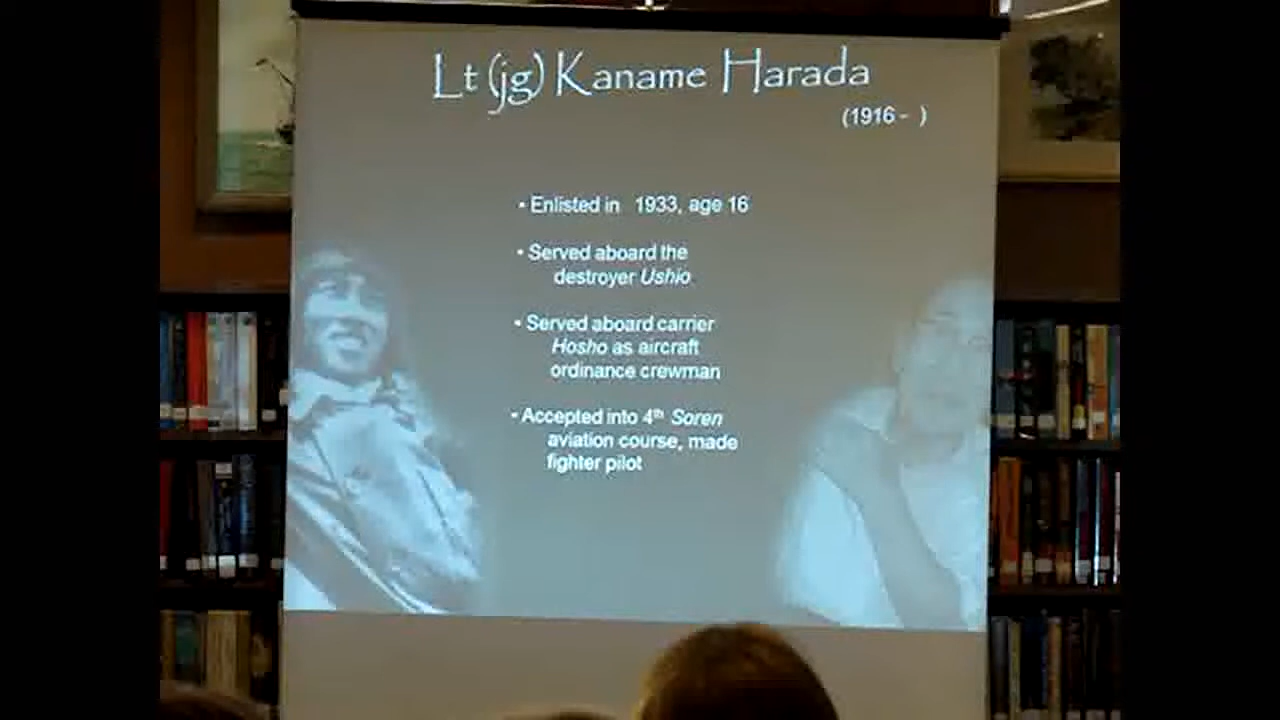 Lt (jg) Kaname Harada
(1916 - )
• Enlisted in 1933, age 16
• Served aboard the
destroyer Ushio
• Served aboard carrier
Hosho as aircraft
ordinance crewman
• Accepted into 4th Soren
aviation course, made
fighter pilot